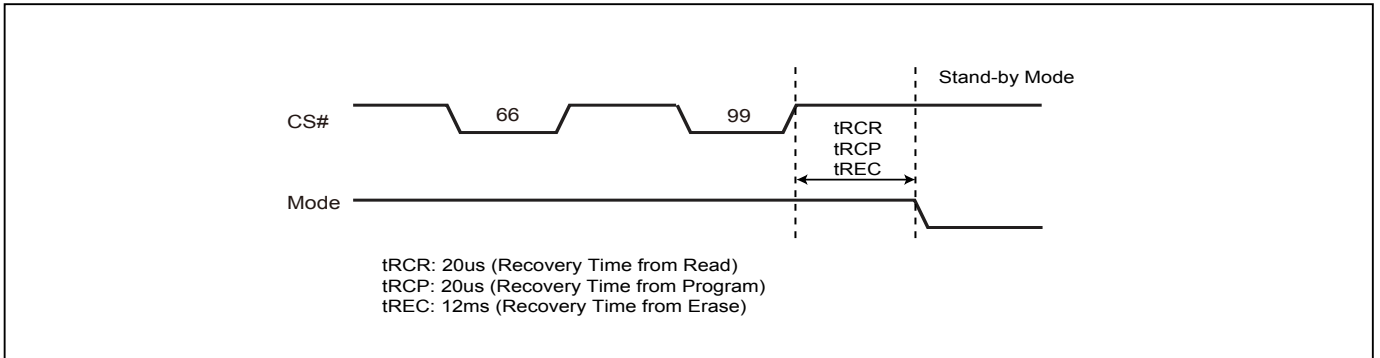 Stand-by Mode
CS#
66
99
tRCR
tRCP
tREC
Mode
tRCR: 20us (Recovery Time from Read)
tRCP: 20us (Recovery Time from Program)
tREC: 12ms (Recovery Time from Erase)